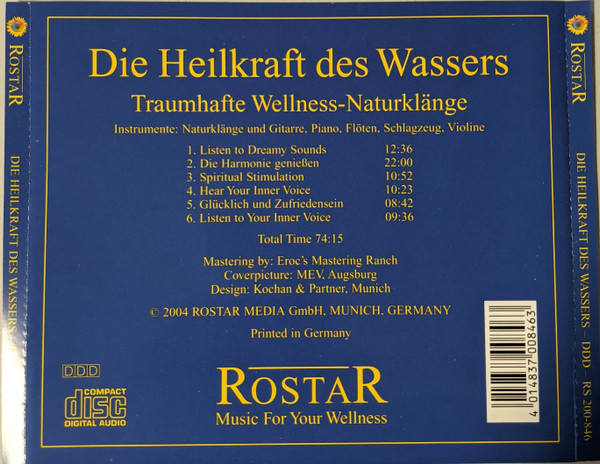 Die Heilkraft des Wassers
Traumhafte Wellness-Naturklänge
Instrumente: Naturklänge und Gitarre, Piano, Flöten, Schlagzeug, Violine
1. Listen to Dreamy Sounds 12:36
2. Die Harmonie genießen 22:00
3. Spiritual Stimulation 10:52
4. Hear Your Inner Voice 10:23
5. Glücklich und Zufriedensein 08:42
6. Listen to Your Inner Voice 09:36
Total Time 74:15
Mastering by: Eroc's Mastering Ranch
Coverpicture: MEV, Augsburg
Design: Kochan & Partner, Munich
© 2004 ROSTAR MEDIA GmbH, MUNICH, GERMANY
Printed in Germany
DDD
COMPACT
disc
DIGITAL AUDIO
ROSTAR
Music For Your Wellness
4 014837 008463
ROSTAR
DIE HEILKRAFT DES WASSERS
ROSTAR
DIE HEILKRAFT DES WASSERS – DDD – RS 200-846